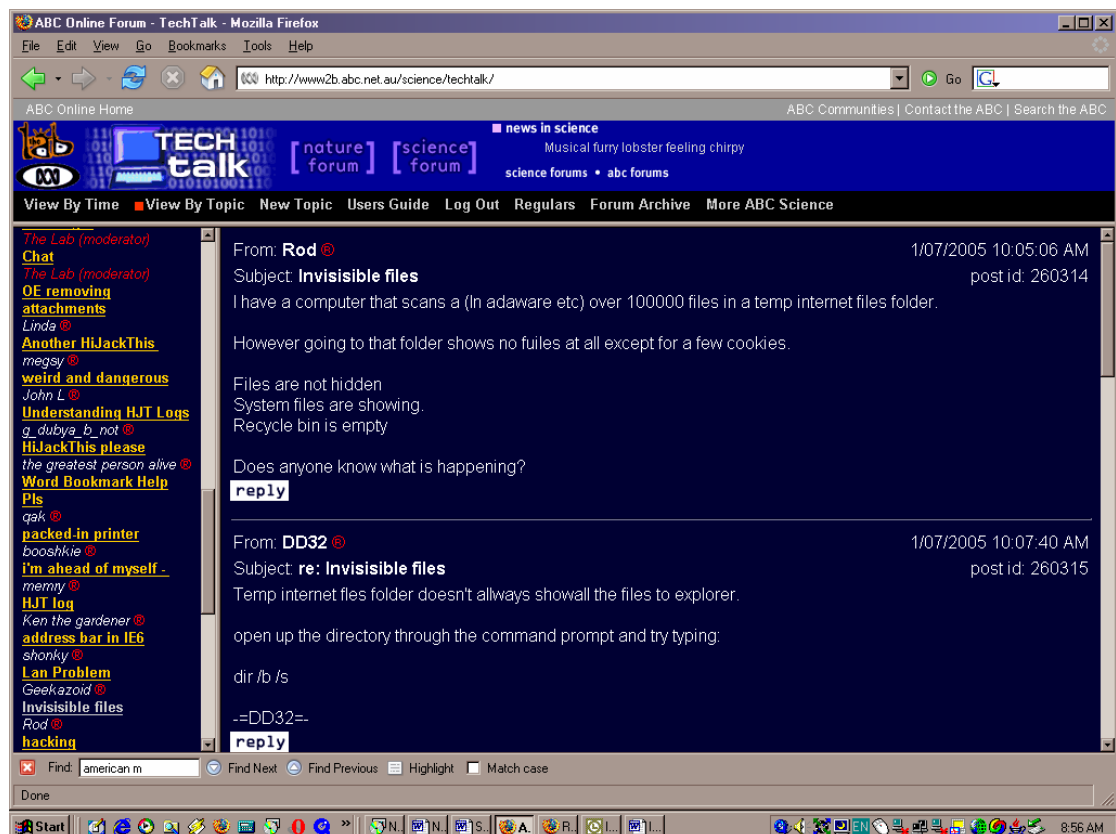 ABC Online Forum - TechTalk - Mozilla Firefox
File Edit View Go Bookmarks Tools Help
http://www2b.abc.net.au/science/techtalk/ Go
ABC Online Home ABC Communities | Contact the ABC | Search the ABC
lab TECH talk [nature forum] [science forum]
news in science
Musical furry lobster feeling chirpy
science forums • abc forums
View By Time View By Topic New Topic Users Guide Log Out Regulars Forum Archive More ABC Science
The Lab (moderator)
Chat
The Lab (moderator)
OE removing
attachments
Linda ®
Another HiJackThis
megsy ®
weird and dangerous
John L ®
Understanding HJT Logs
g_dubya_b_not ®
HiJackThis please
the greatest person alive ®
Word Bookmark Help
Pls
qak ®
packed-in printer
booshkie ®
i'm ahead of myself -
memry ®
HJT log
Ken the gardener ®
address bar in IE6
shonky ®
Lan Problem
Geekazoid ®
Invisisible files
Rod ®
hacking
From: Rod ® 1/07/2005 10:05:06 AM
Subject: Invisisible files post id: 260314
I have a computer that scans a (In adaware etc) over 100000 files in a temp internet files folder.
However going to that folder shows no fuiles at all except for a few cookies.
Files are not hidden
System files are showing.
Recycle bin is empty
Does anyone know what is happening?
reply
From: DD32 ® 1/07/2005 10:07:40 AM
Subject: re: Invisisible files post id: 260315
Temp internet fles folder doesn't allways showall the files to explorer.
open up the directory through the command prompt and try typing:
dir /b /s
-=DD32=-
reply
Find: american m Find Next Find Previous Highlight Match case
Done
Start » N.. N.. S.. A. R.. I... I... EN 8:56 AM